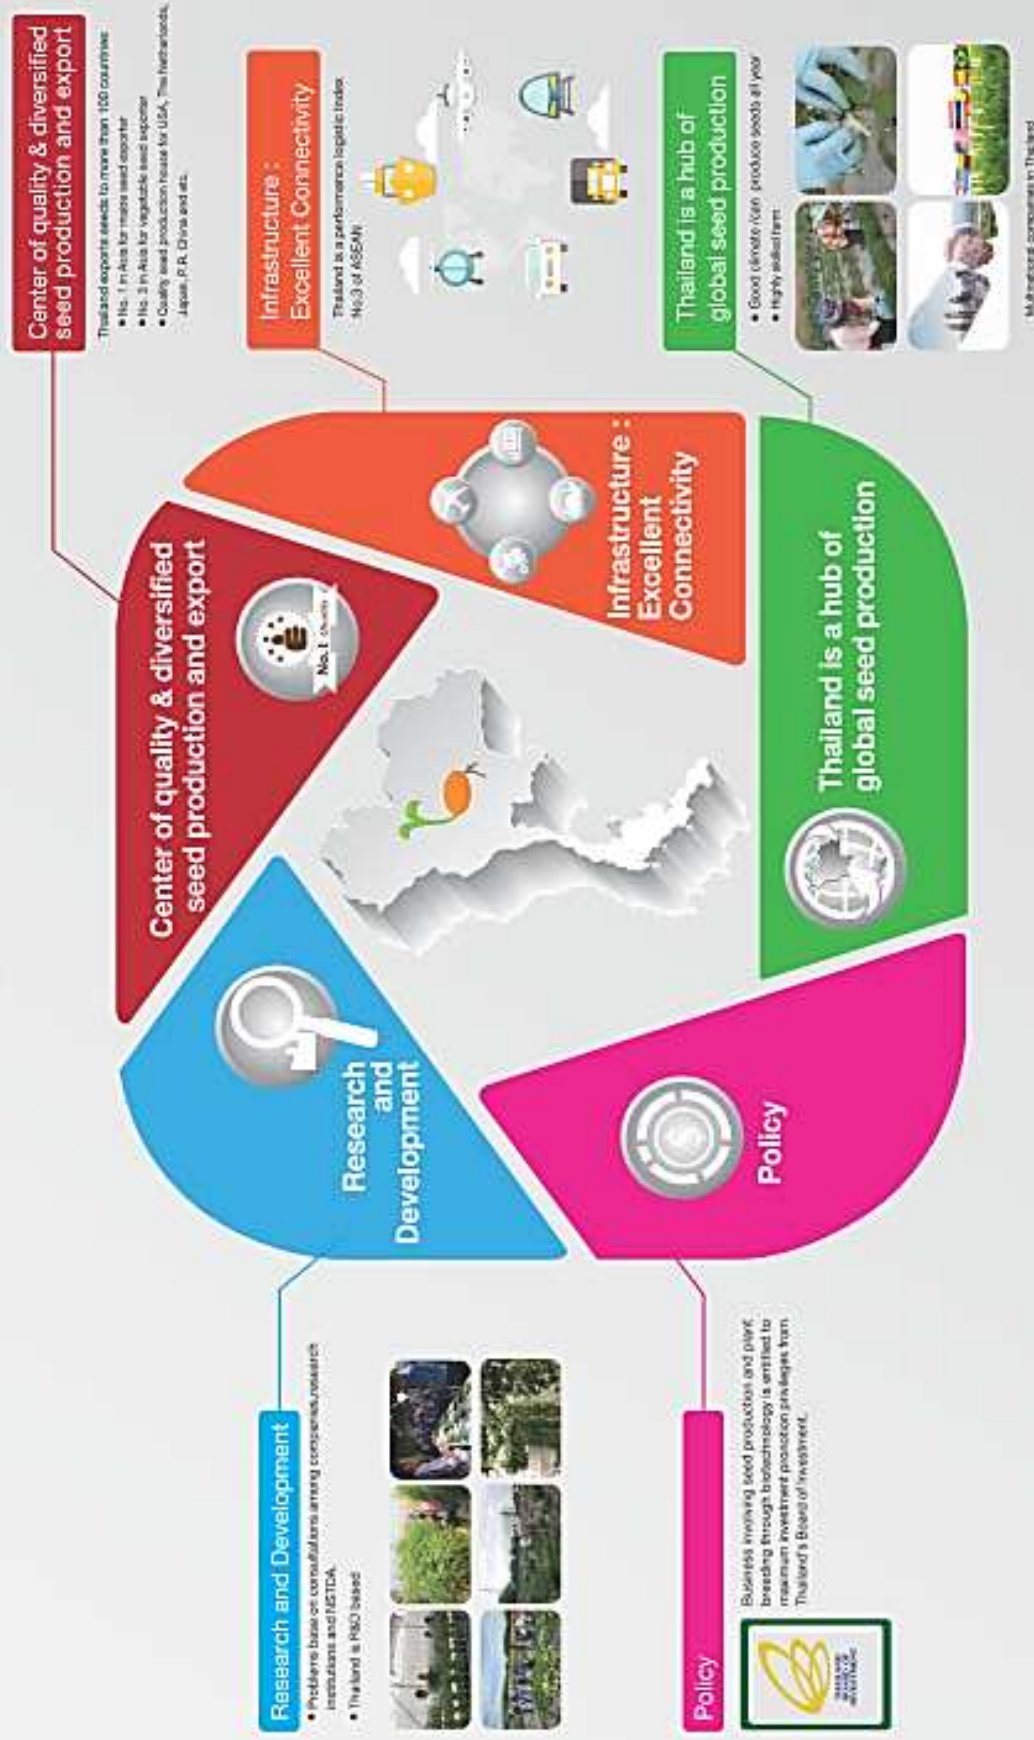 Research and Development
● Problems base on consultations among companies,research
institutions and NSTDA.
● Thailand is R&D based
Policy
Business involving seed production and plant
breeding through biotechnology is entitled to
maximum investment promotion privileges from
Thailand's Board of Investment.
THAILAND
BOARD OF
INVESTMENT
Research
and
Development
Center of quality & diversified
seed production and export
No.1
Infrastructure :
Excellent
Connectivity
Thailand is a hub of
global seed production
Policy
Center of quality & diversified
seed production and export
Thailand exports seeds to more than 100 countries
● No. 1 in Asia for maize seed exporter
● No. 3 in Asia for vegetable seed exporter
● Quality seed production house for USA, The Netherlands,
Japan, P.R. China and etc.
Infrastructure :
Excellent Connectivity
Thailand is performance logistic Index
No.3 of ASEAN
Thailand is a hub of
global seed production
● Good climate /can produce seeds all year
● Highly skilled farm
Multinational companies in Thailand